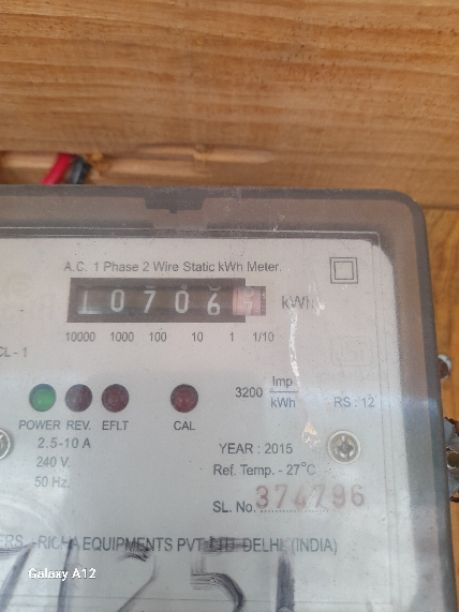 A.C. 1 Phase 2 Wire Static kWh Meter.
10706 kWh
10000 1000 100 10 1 1/10
CL - 1
3200 Imp/kWh RS : 12
POWER REV. EFLT CAL
2.5-10 A
240 V.
50 Hz.
YEAR : 2015
Ref. Temp. - 27°C
SL. No. 374796
ERS - RICHA EQUIPMENTS PVT. LTD. DELHI (INDIA)
Galaxy A12